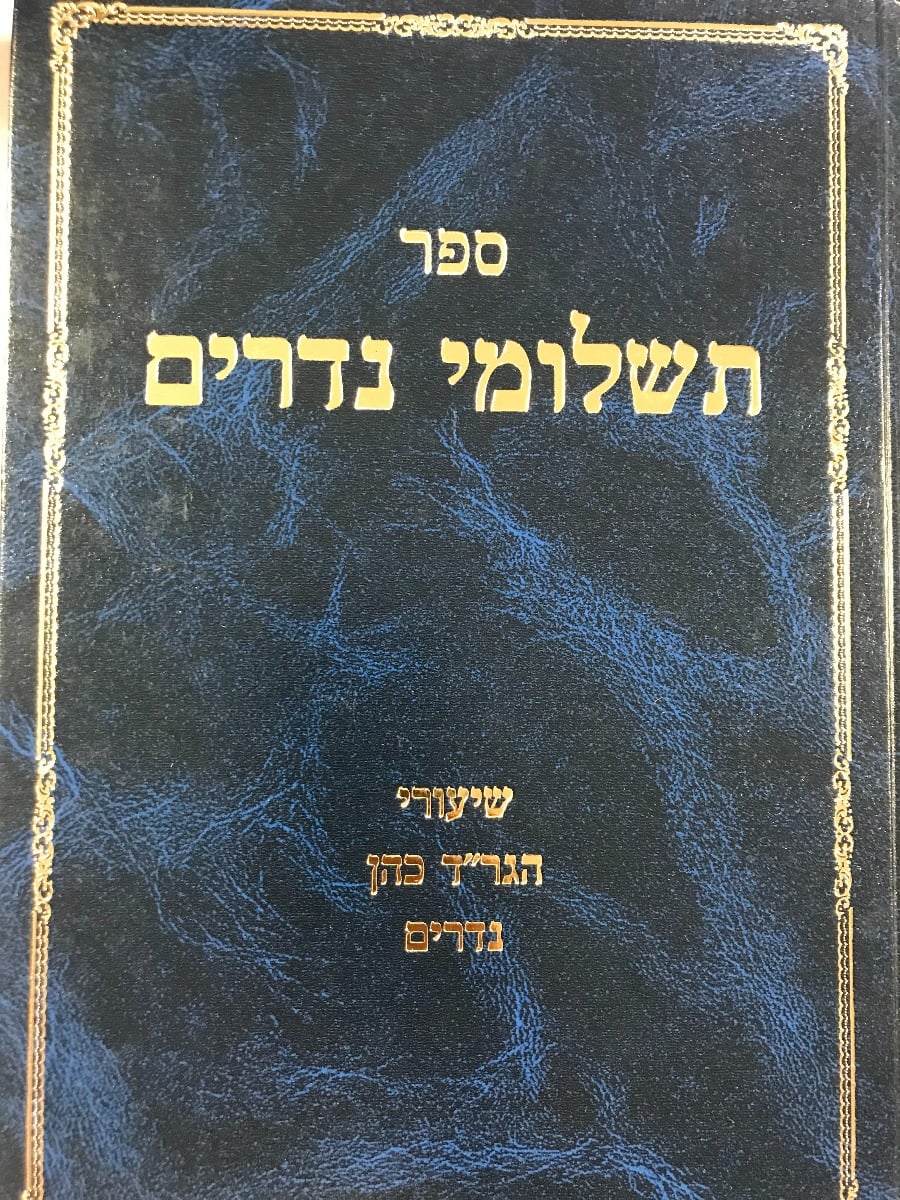 ספר
תשלומי נדרים
שיעורי
הגר״ד כהן
נדרים